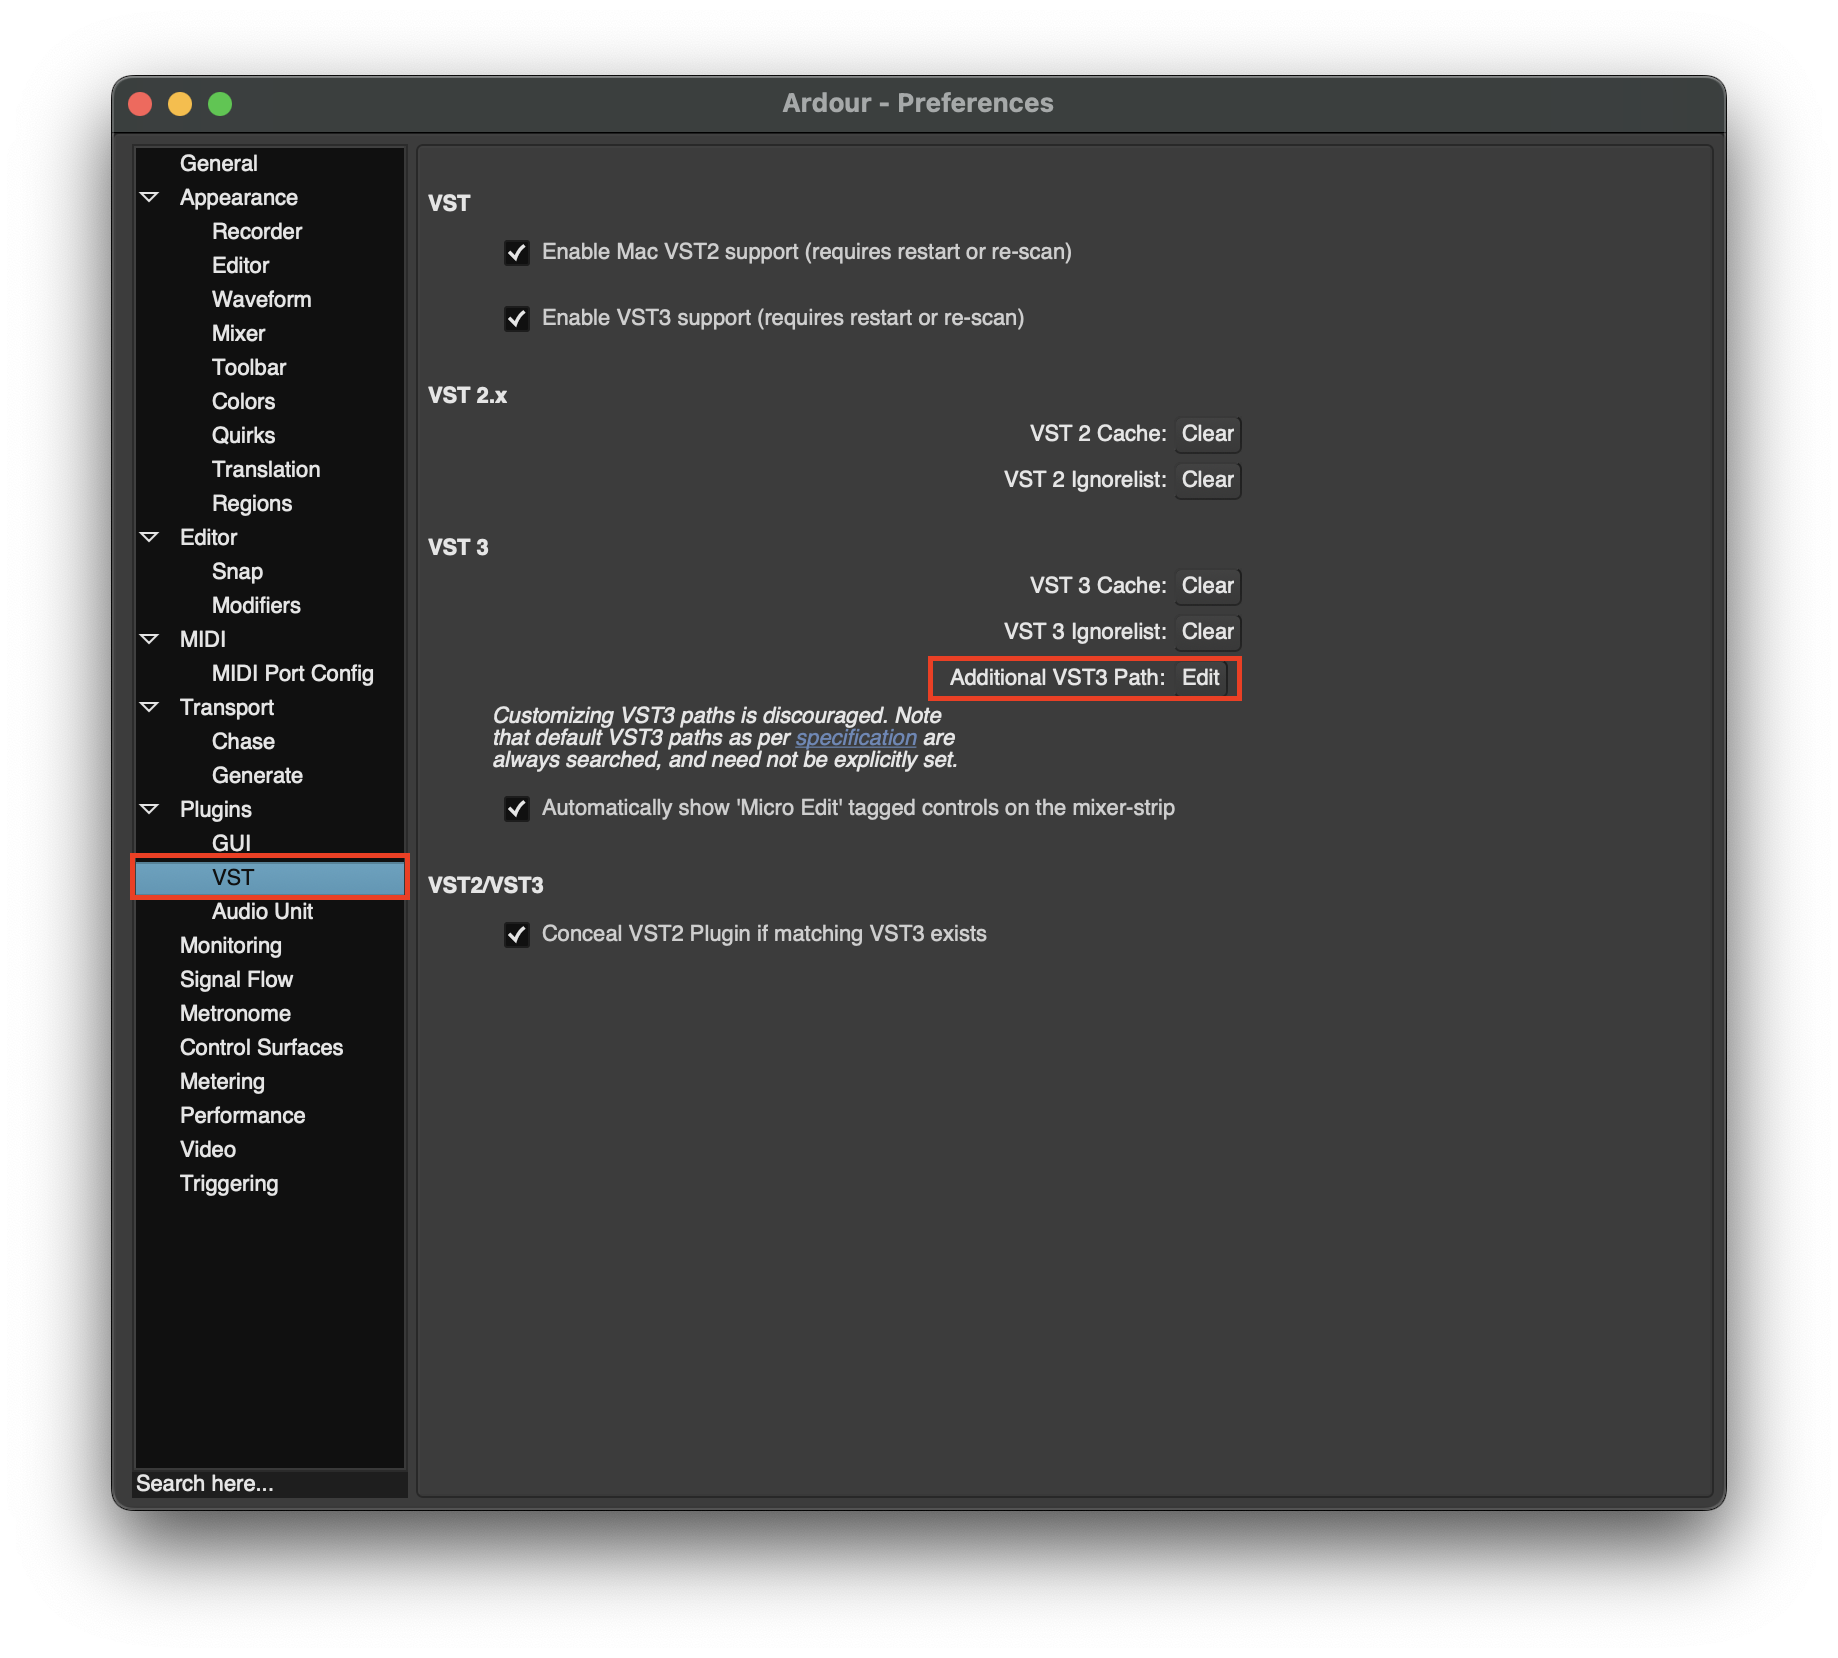 Ardour - Preferences
General
Appearance
Recorder
Editor
Waveform
Mixer
Toolbar
Colors
Quirks
Translation
Regions
Editor
Snap
Modifiers
MIDI
MIDI Port Config
Transport
Chase
Generate
Plugins
GUI
VST
Audio Unit
Monitoring
Signal Flow
Metronome
Control Surfaces
Metering
Performance
Video
Triggering
Search here...
VST
Enable Mac VST2 support (requires restart or re-scan)
Enable VST3 support (requires restart or re-scan)
VST 2.x
VST 2 Cache: Clear
VST 2 Ignorelist: Clear
VST 3
VST 3 Cache: Clear
VST 3 Ignorelist: Clear
Additional VST3 Path: Edit
Customizing VST3 paths is discouraged. Note
that default VST3 paths as per specification are
always searched, and need not be explicitly set.
Automatically show 'Micro Edit' tagged controls on the mixer-strip
VST2/VST3
Conceal VST2 Plugin if matching VST3 exists